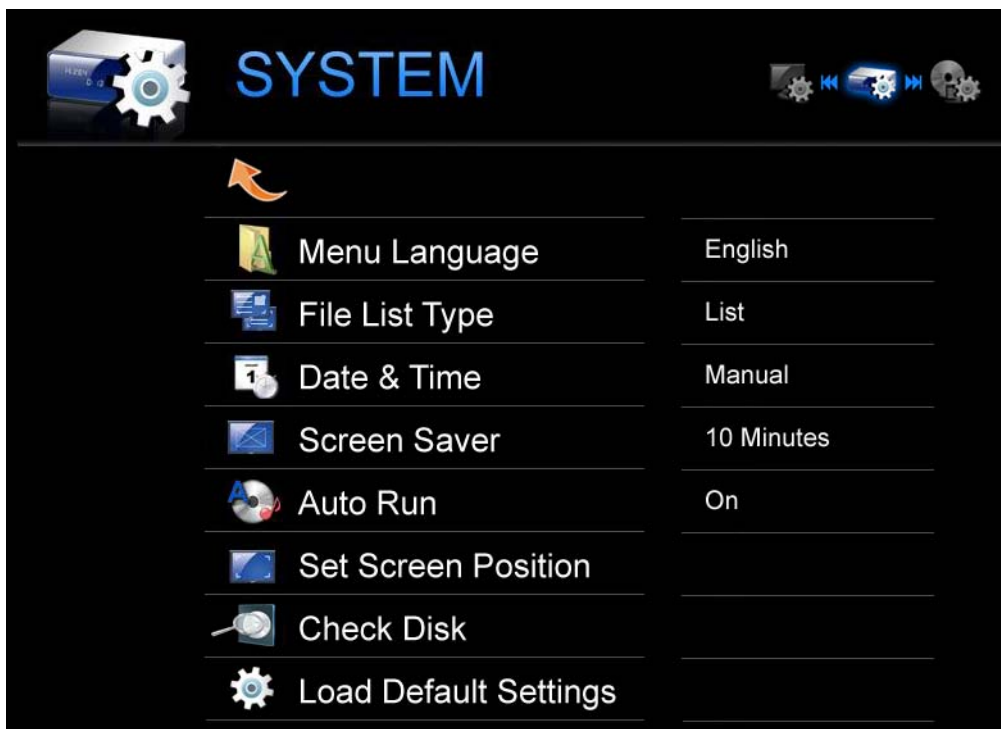 SYSTEM
Menu Language English
File List Type List
Date & Time Manual
Screen Saver 10 Minutes
Auto Run On
Set Screen Position
Check Disk
Load Default Settings